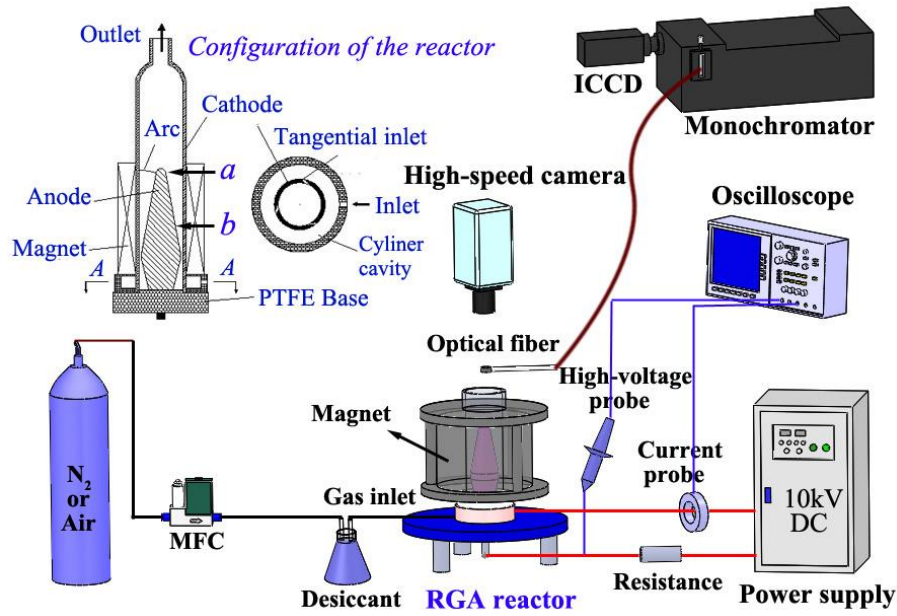 Outlet
Configuration of the reactor
Cathode
Arc
Tangential inlet
a
Anode
Inlet
b
Magnet
Cyliner
cavity
A
A
PTFE Base
ICCD
Monochromator
High-speed camera
Oscilloscope
Optical fiber
High-voltage
probe
Magnet
Current
probe
N2
or
Air
Gas inlet
10kV
DC
MFC
Desiccant
RGA reactor
Resistance
Power supply